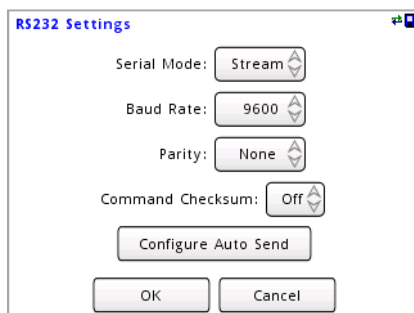 RS232 Settings
Serial Mode: Stream
Baud Rate: 9600
Parity: None
Command Checksum: Off
Configure Auto Send
OK Cancel